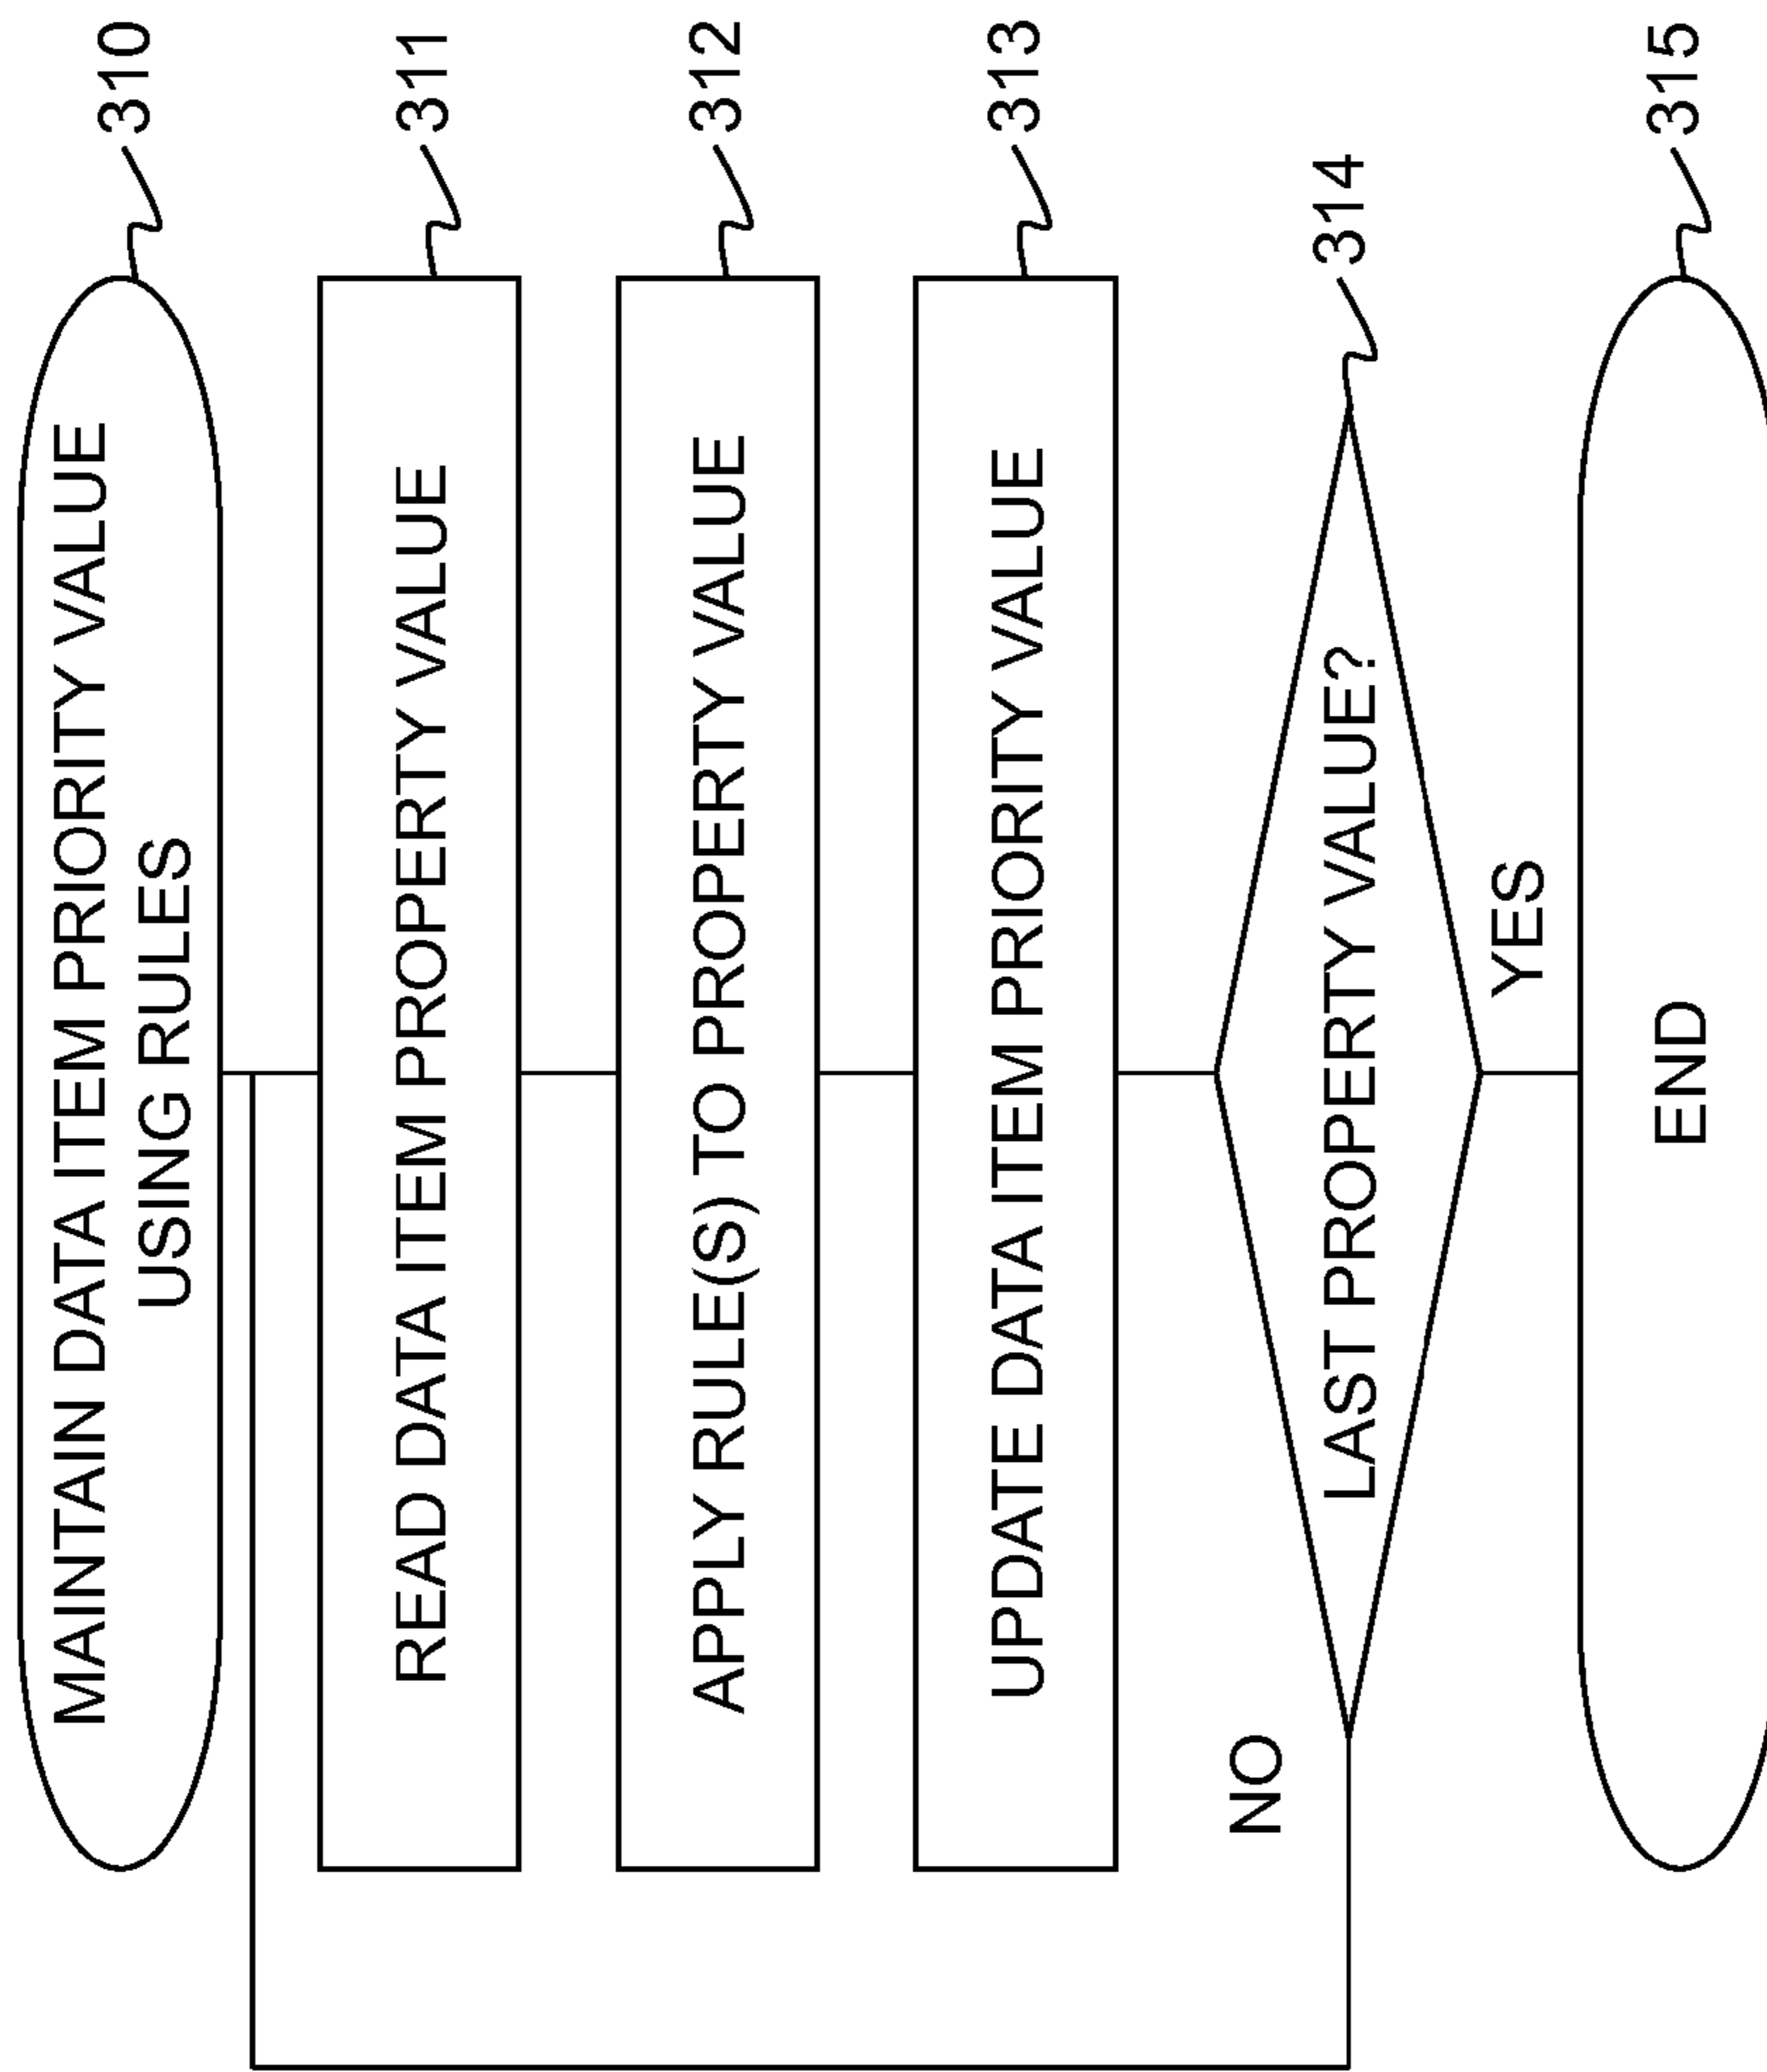 MAINTAIN DATA ITEM PRIORITY VALUE
USING RULES
310
READ DATA ITEM PROPERTY VALUE
311
APPLY RULE(S) TO PROPERTY VALUE
312
UPDATE DATA ITEM PRIORITY VALUE
313
NO
LAST PROPERTY VALUE?
314
YES
END
315